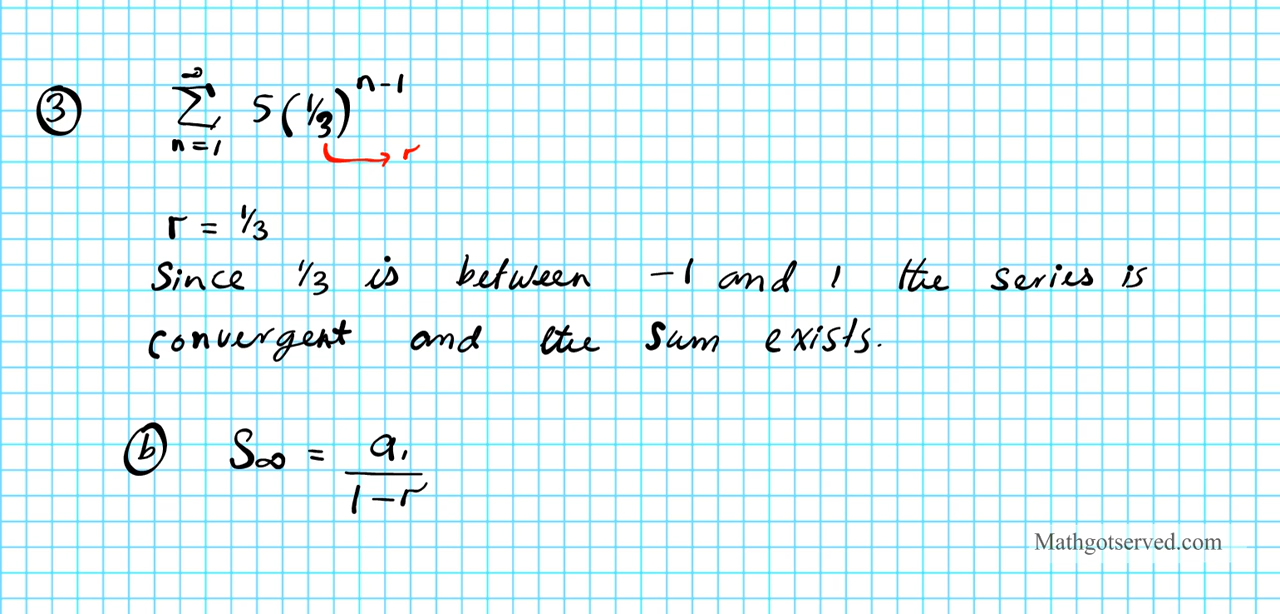 ③ ∞
∑ 5(1/3)^(n-1)
n=1
r
r = 1/3
Since 1/3 is between -1 and 1 the series is
convergent and the sum exists.
ⓑ S∞ = a₁/(1-r)
Mathgotserved.com